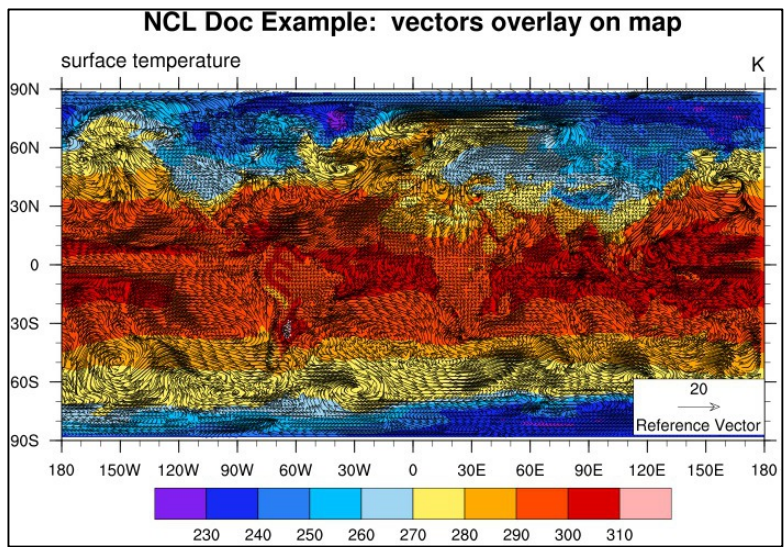 NCL Doc Example:  vectors overlay on map
surface temperature K
90N
60N
30N
0
30S
60S
90S
20
Reference Vector
180 150W 120W 90W 60W 30W 0 30E 60E 90E 120E 150E 180
230 240 250 260 270 280 290 300 310